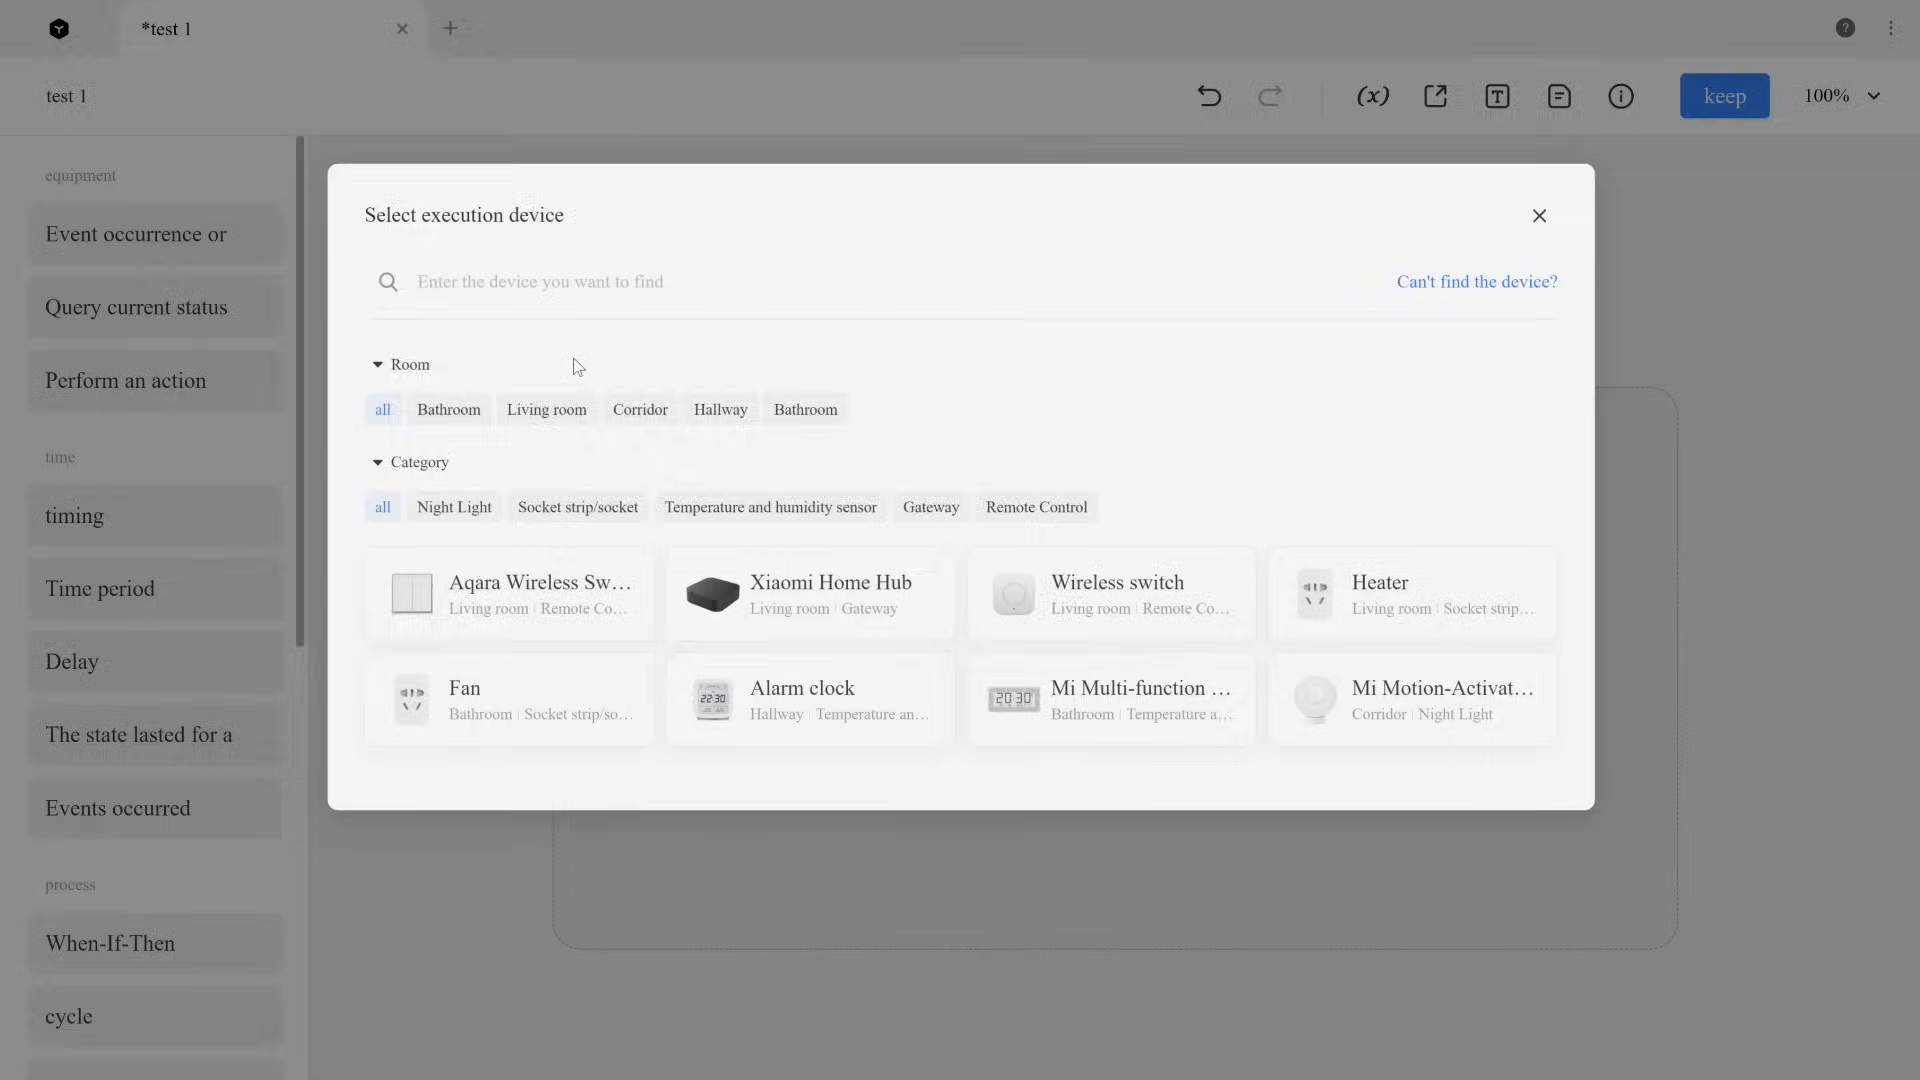 *test 1
test 1
(x)
T
keep
100%
equipment
Event occurrence or
Query current status
Perform an action
time
timing
Time period
Delay
The state lasted for a
Events occurred
process
When-If-Then
cycle
Select execution device
Enter the device you want to find
Can't find the device?
Room
all Bathroom Living room Corridor Hallway Bathroom
Category
all Night Light Socket strip/socket Temperature and humidity sensor Gateway Remote Control
Aqara Wireless Sw...
Living room | Remote Co...
Xiaomi Home Hub
Living room | Gateway
Wireless switch
Living room | Remote Co...
Heater
Living room | Socket strip...
Fan
Bathroom | Socket strip/so...
22:30
Alarm clock
Hallway | Temperature an...
20:30
Mi Multi-function ...
Bathroom | Temperature a...
Mi Motion-Activat...
Corridor | Night Light